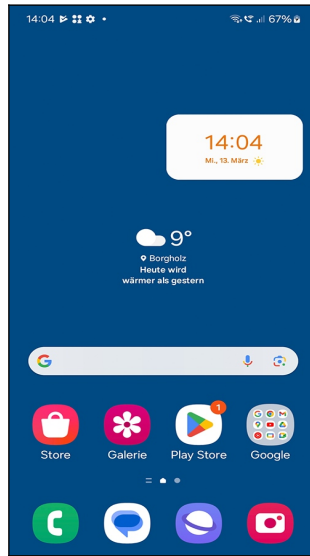 14:04
67%
14:04
Mi., 13. März
9°
Borgholz
Heute wird
wärmer als gestern
1
Store
Galerie
Play Store
Google